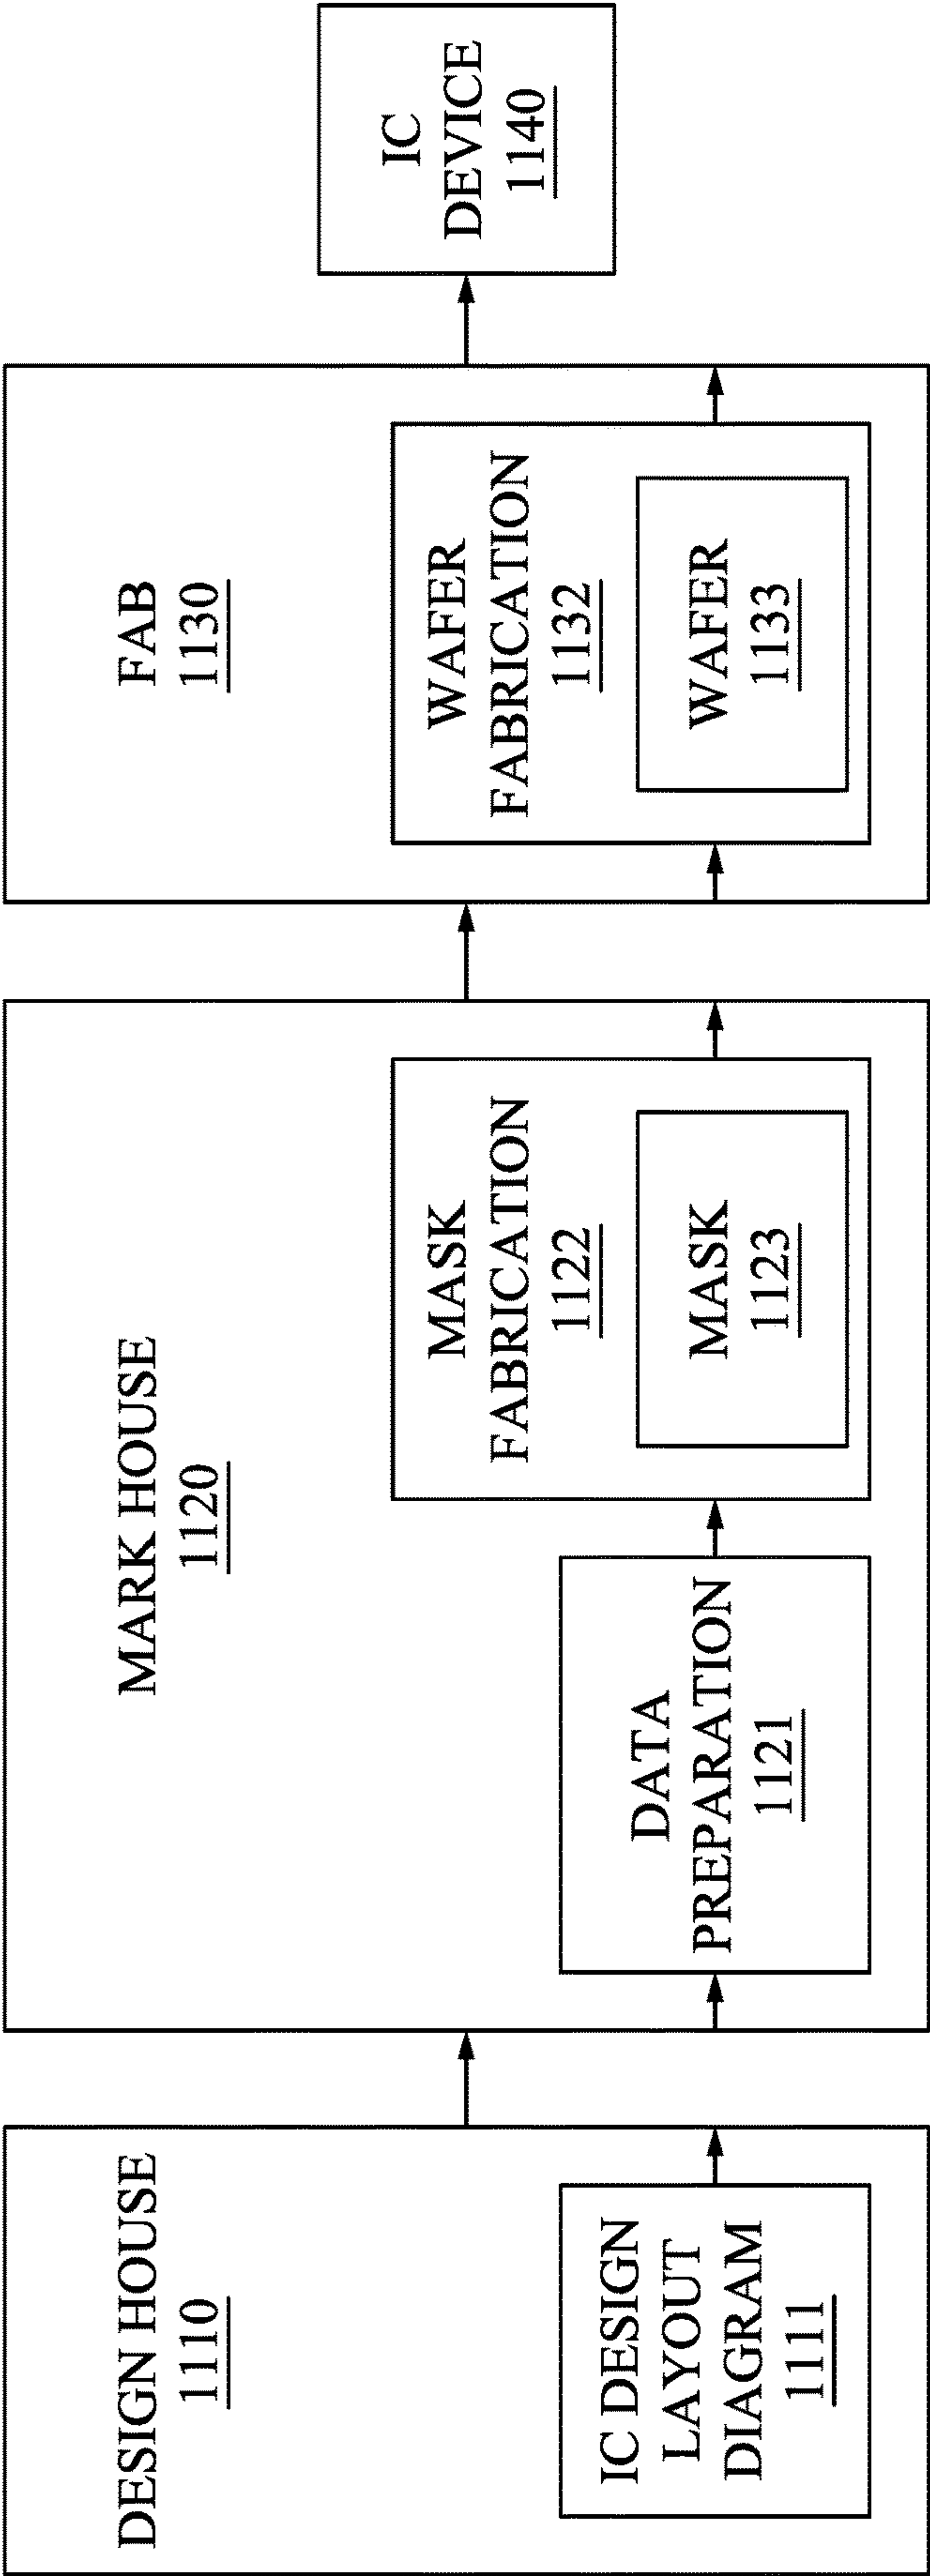 DESIGN HOUSE
1110
IC DESIGN
LAYOUT
DIAGRAM
1111
MARK HOUSE
1120
DATA
PREPARATION
1121
MASK
FABRICATION
1122
MASK
1123
FAB
1130
WAFER
FABRICATION
1132
WAFER
1133
IC
DEVICE
1140